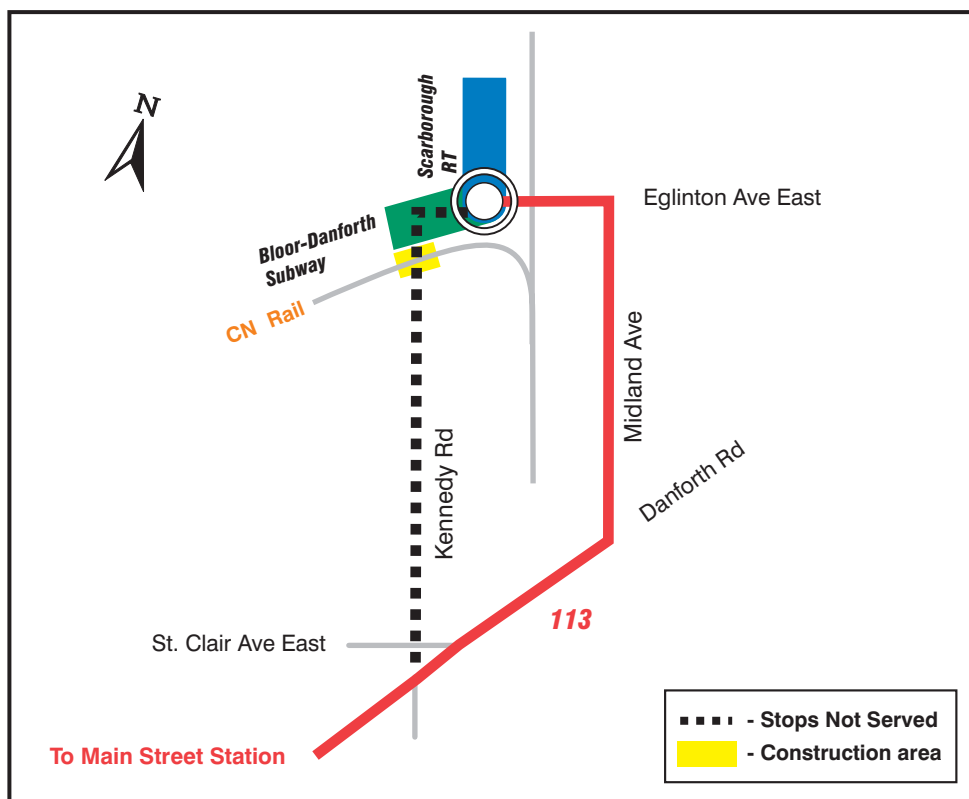 N
Scarborough
RT
Eglinton Ave East
Bloor-Danforth
Subway
CN Rail
Midland Ave
Kennedy Rd
Danforth Rd
113
St. Clair Ave East
To Main Street Station
- Stops Not Served
- Construction area